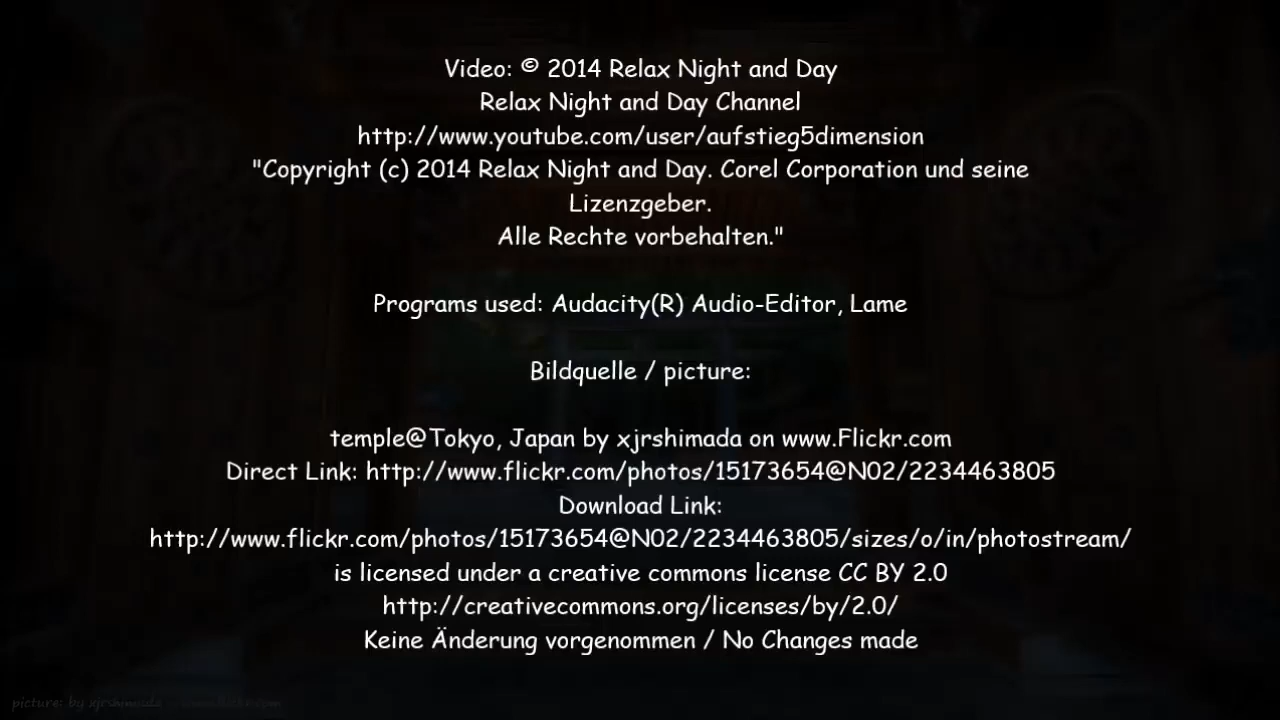 Video: © 2014 Relax Night and Day
Relax Night and Day Channel
http://www.youtube.com/user/aufstieg5dimension
"Copyright (c) 2014 Relax Night and Day. Corel Corporation und seine
Lizenzgeber.
Alle Rechte vorbehalten."
Programs used: Audacity(R) Audio-Editor, Lame
Bildquelle / picture:
temple@Tokyo, Japan by xjrshimada on www.Flickr.com
Direct Link: http://www.flickr.com/photos/15173654@N02/2234463805
Download Link:
http://www.flickr.com/photos/15173654@N02/2234463805/sizes/o/in/photostream/
is licensed under a creative commons license CC BY 2.0
http://creativecommons.org/licenses/by/2.0/
Keine Änderung vorgenommen / No Changes made
picture: by xjrshimada